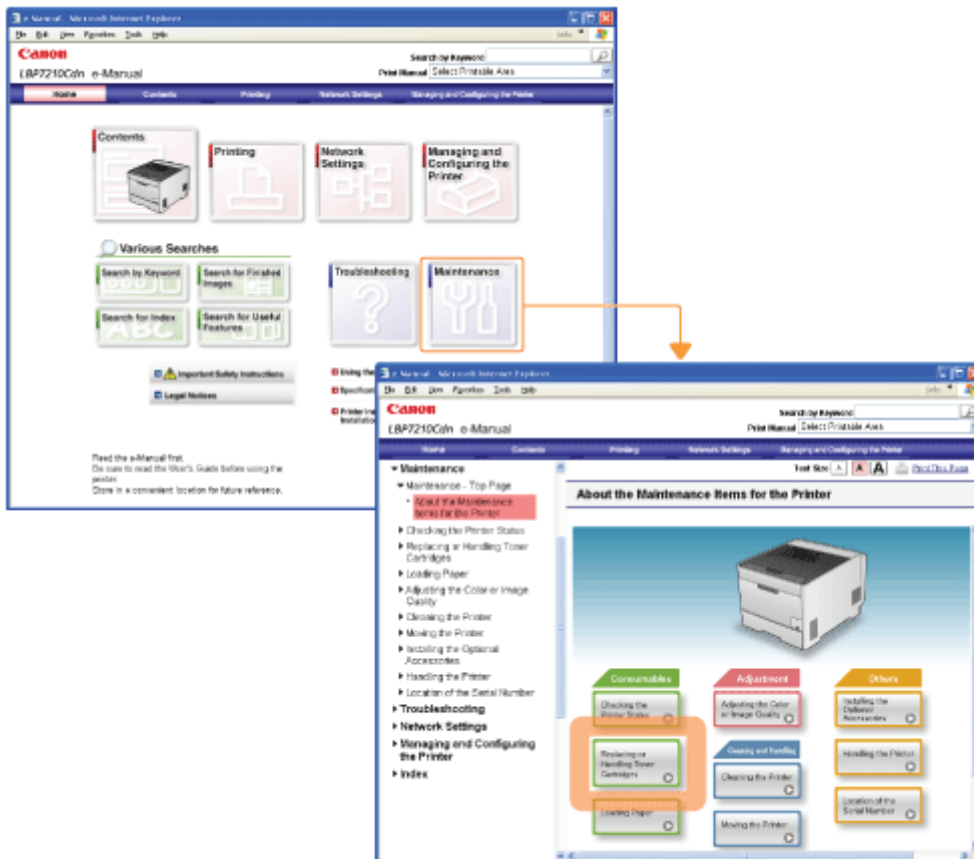 e-Manual - Microsoft Internet Explorer
File Edit View Favorites Tools Help
Links
Canon
Search by Keyword
LBP7210Cdn e-Manual
Print Manual Select Printable Area
Home Contents Printing Network Settings Managing and Configuring the Printer
Contents
Printing
Network
Settings
Managing and
Configuring the
Printer
Various Searches
Search by Keyword
Search for Finished
Images
Search for Index
ABC
Search for Useful
Features
Troubleshooting
Maintenance
Important Safety Instructions
Legal Notices
Using the
Specificat
Printer Ins
Installation
Read the e-Manual first.
Be sure to read the User's Guide before using the
printer.
Store in a convenient location for future reference.
e-Manual - Microsoft Internet Explorer
File Edit View Favorites Tools Help
Links
Canon
Search by Keyword
LBP7210Cdn e-Manual
Print Manual Select Printable Area
Home Contents Printing Network Settings Managing and Configuring the Printer
Text Size A A A Print This Page
Maintenance
Maintenance - Top Page
About the Maintenance
Items for the Printer
Checking the Printer Status
Replacing or Handling Toner
Cartridges
Loading Paper
Adjusting the Color or Image
Quality
Cleaning the Printer
Moving the Printer
Installing the Optional
Accessories
Handling the Printer
Location of the Serial Number
Troubleshooting
Network Settings
Managing and Configuring
the Printer
Index
About the Maintenance Items for the Printer
Consumables
Checking the
Printer Status
Replacing or
Handling Toner
Cartridges
Loading Paper
Adjustment
Adjusting the Color
or Image Quality
Cleaning and Handling
Cleaning the Printer
Moving the Printer
Others
Installing the
Optional
Accessories
Handling the Printer
Location of the
Serial Number